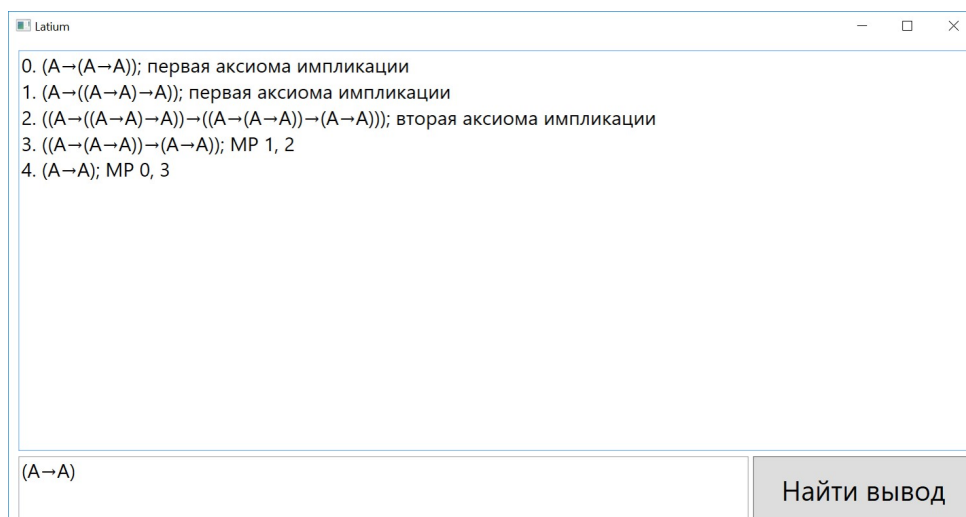 Latium
0. (A→(A→A)); первая аксиома импликации
1. (A→((A→A)→A)); первая аксиома импликации
2. ((A→((A→A)→A))→((A→(A→A))→(A→A))); вторая аксиома импликации
3. ((A→(A→A))→(A→A)); MP 1, 2
4. (A→A); MP 0, 3
(A→A)
Найти вывод